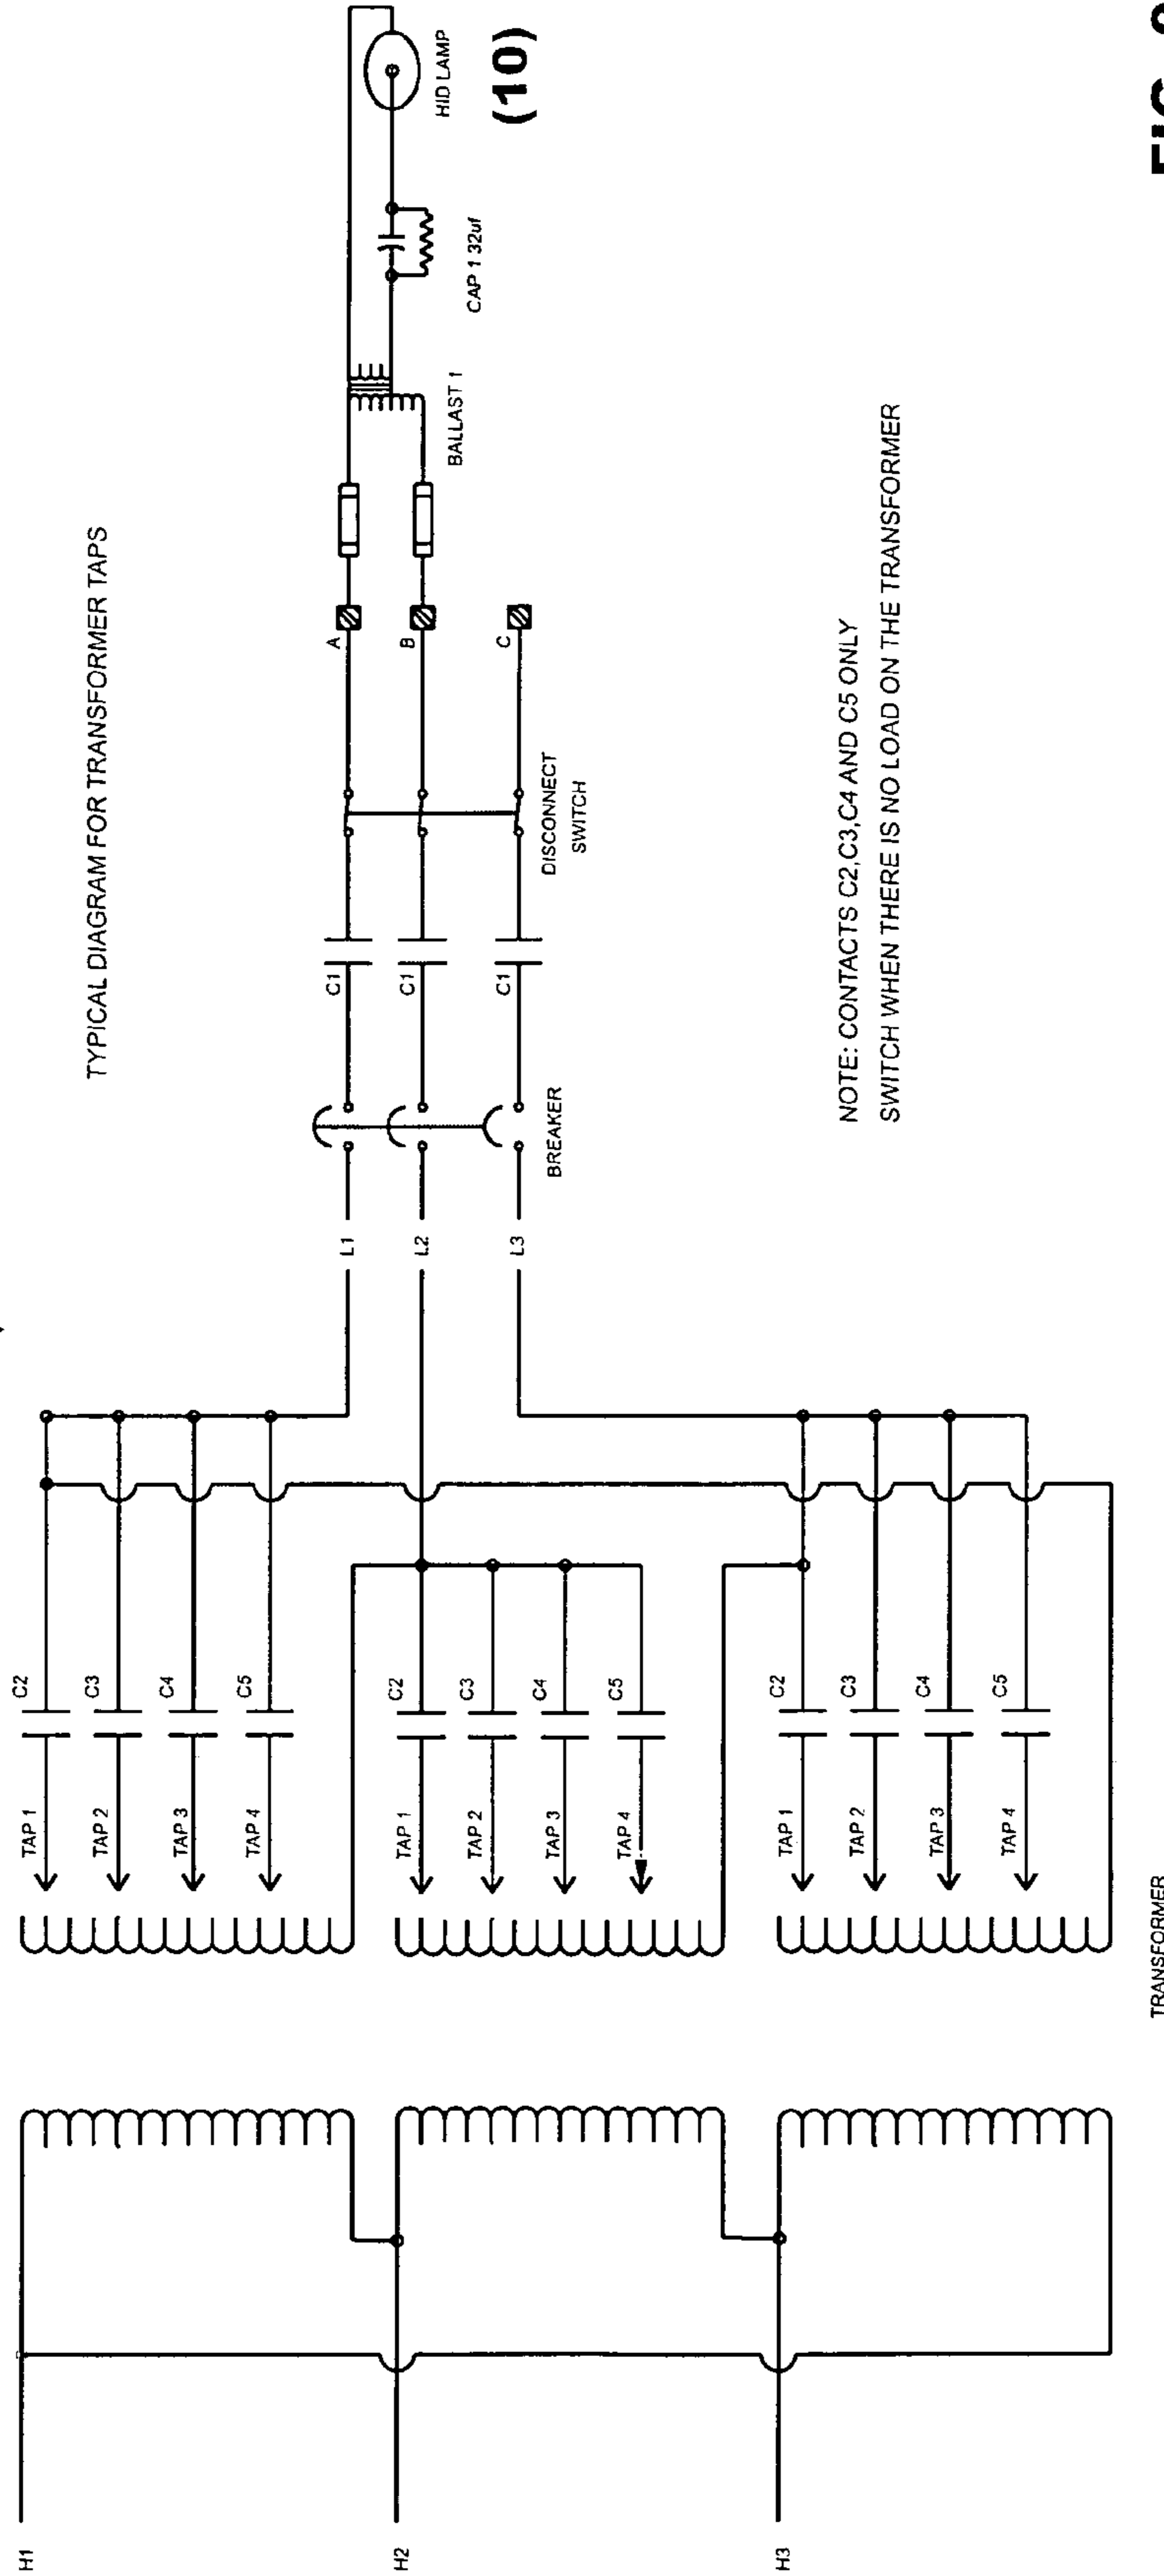 TYPICAL DIAGRAM FOR TRANSFORMER TAPS
H1
TAP 1
C2
TAP 2
C3
TAP 3
C4
TAP 4
C5
H2
TAP 1
C2
TAP 2
C3
TAP 3
C4
TAP 4
C5
H3
TAP 1
C2
TAP 2
C3
TAP 3
C4
TAP 4
C5
TRANSFORMER
L1
L2
L3
BREAKER
C1
C1
C1
DISCONNECT
SWITCH
A
B
C
BALLAST 1
CAP 1 32uf
HID LAMP
(10)
NOTE: CONTACTS C2,C3,C4 AND C5 ONLY
SWITCH WHEN THERE IS NO LOAD ON THE TRANSFORMER
FIG.